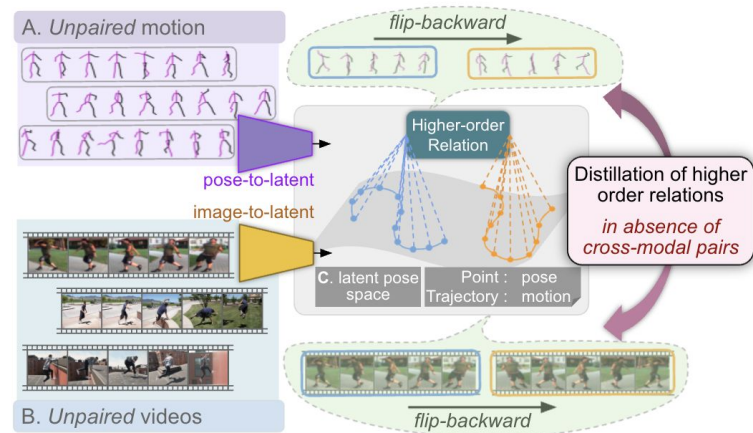 A. Unpaired motion
flip-backward
Higher-order
Relation
pose-to-latent
image-to-latent
Distillation of higher
order relations
in absence of
cross-modal pairs
C. latent pose
space
Point : pose
Trajectory : motion
B. Unpaired videos
flip-backward